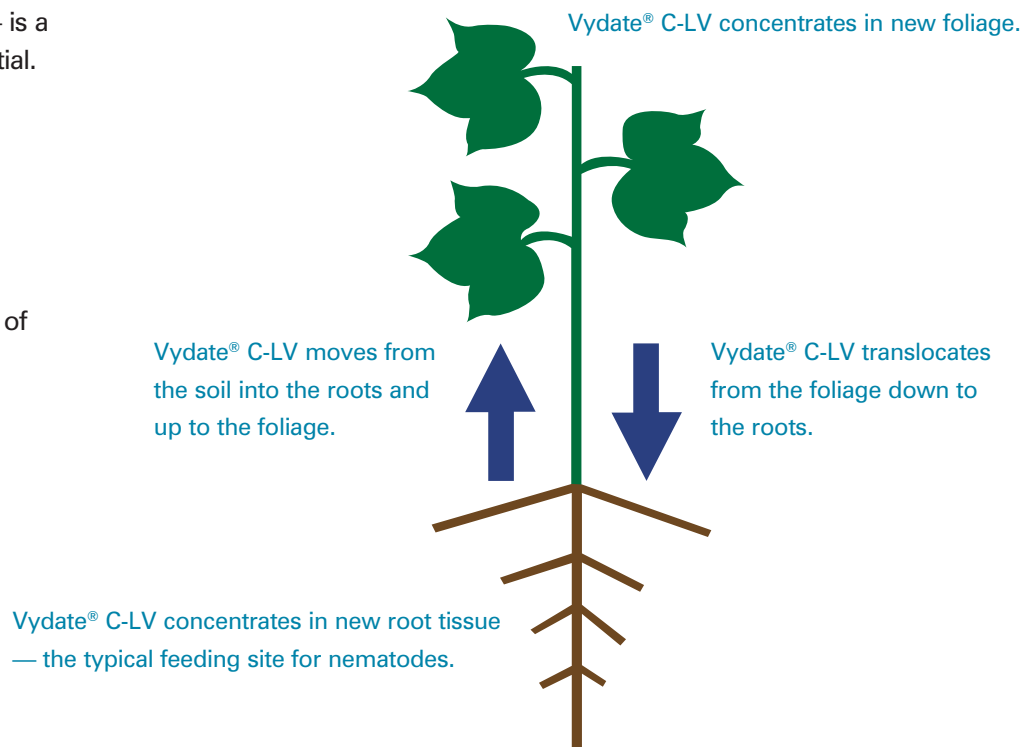 - is a
tial.
Vydate® C-LV concentrates in new foliage.
of
Vydate® C-LV moves from
the soil into the roots and
up to the foliage.
Vydate® C-LV translocates
from the foliage down to
the roots.
Vydate® C-LV concentrates in new root tissue
— the typical feeding site for nematodes.